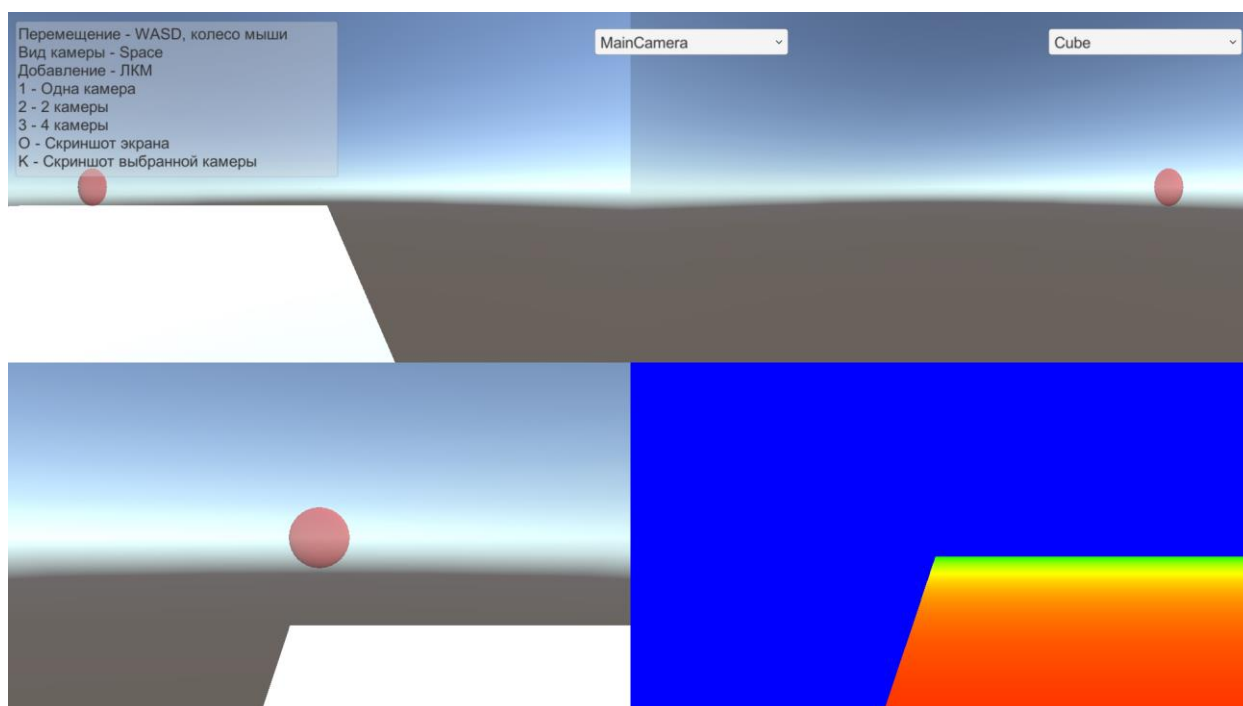 Перемещение - WASD, колесо мыши
Вид камеры - Space
Добавление - ЛКМ
1 - Одна камера
2 - 2 камеры
3 - 4 камеры
O - Скриншот экрана
K - Скриншот выбранной камеры
MainCamera
Cube